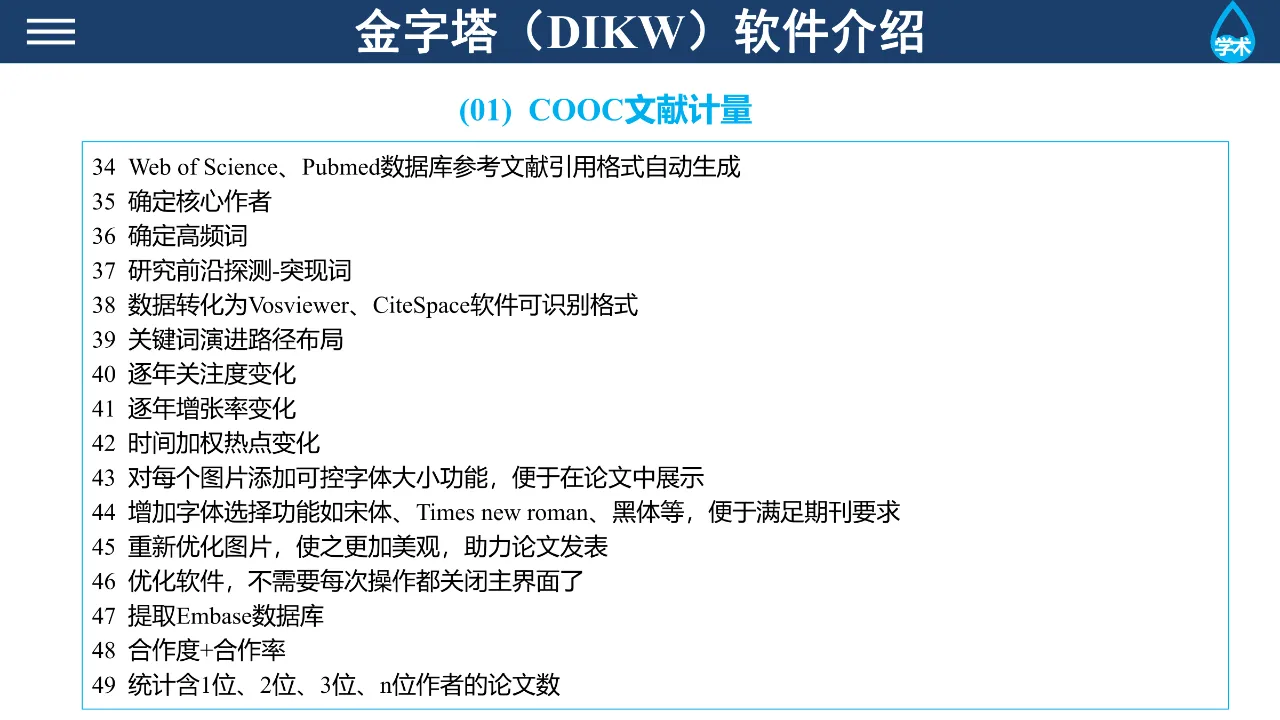 金字塔（DIKW）软件介绍
学术
(01) COOC文献计量
34 Web of Science、Pubmed数据库参考文献引用格式自动生成
35 确定核心作者
36 确定高频词
37 研究前沿探测-突现词
38 数据转化为Vosviewer、CiteSpace软件可识别格式
39 关键词演进路径布局
40 逐年关注度变化
41 逐年增张率变化
42 时间加权热点变化
43 对每个图片添加可控字体大小功能，便于在论文中展示
44 增加字体选择功能如宋体、Times new roman、黑体等，便于满足期刊要求
45 重新优化图片，使之更加美观，助力论文发表
46 优化软件，不需要每次操作都关闭主界面了
47 提取Embase数据库
48 合作度+合作率
49 统计含1位、2位、3位、n位作者的论文数